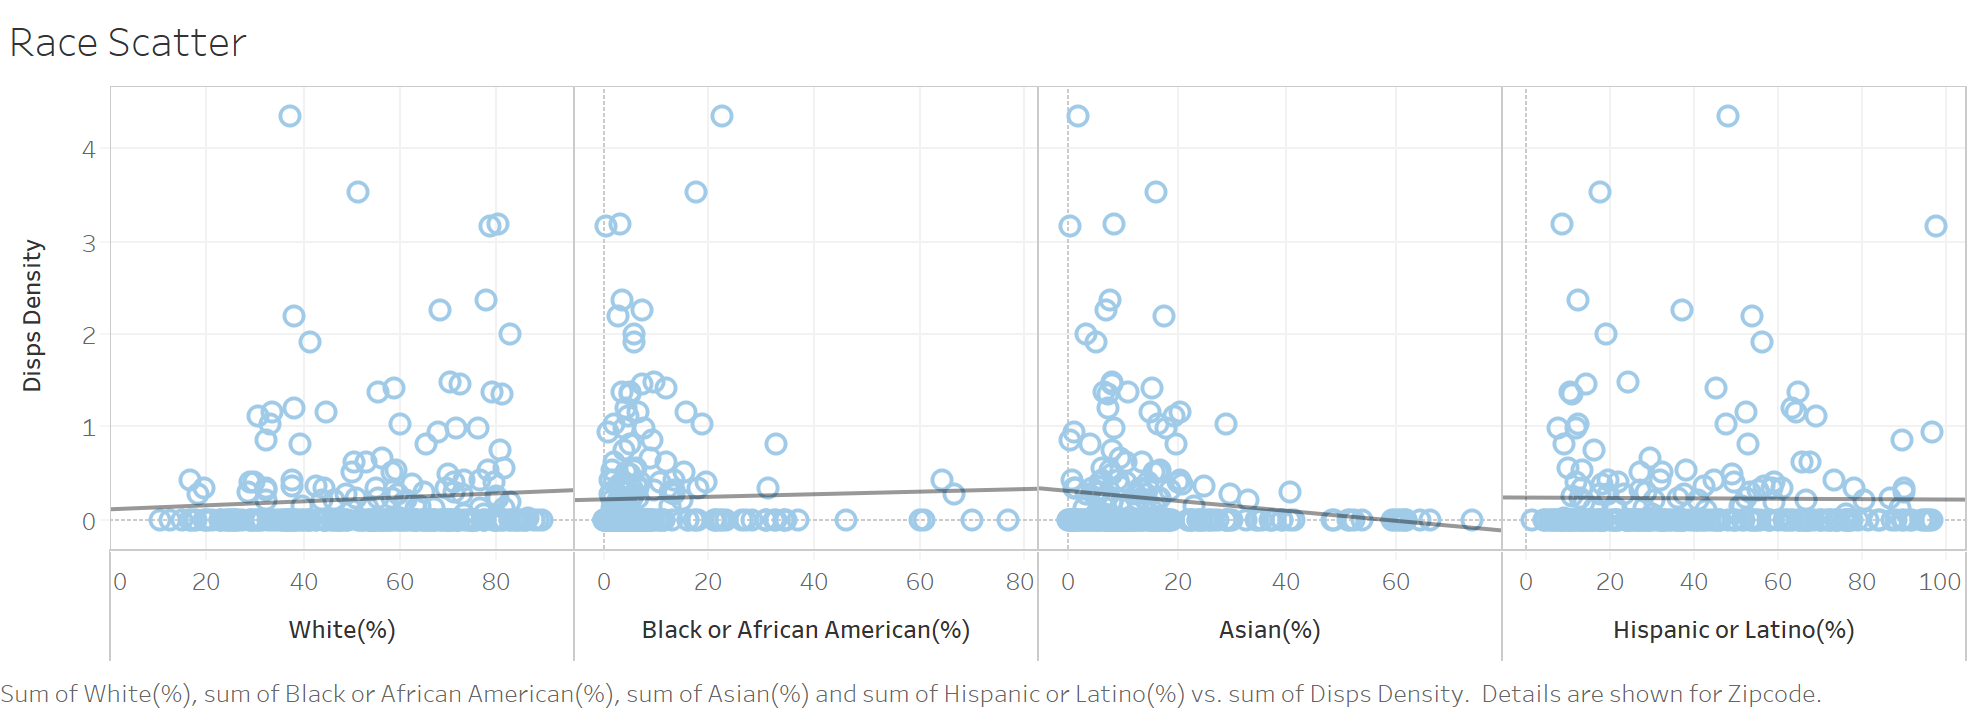 Race Scatter
Disps Density
4
3
2
1
0
0 20 40 60 80 0 20 40 60 80 0 20 40 60 0 20 40 60 80 100
White(%) Black or African American(%) Asian(%) Hispanic or Latino(%)
Sum of White(%), sum of Black or African American(%), sum of Asian(%) and sum of Hispanic or Latino(%) vs. sum of Disps Density. Details are shown for Zipcode.